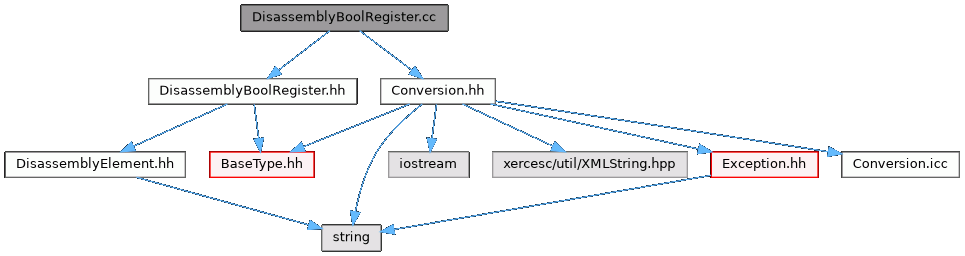 DisassemblyBoolRegister.cc
DisassemblyBoolRegister.hh
Conversion.hh
DisassemblyElement.hh
BaseType.hh
iostream
xercesc/util/XMLString.hpp
Exception.hh
Conversion.icc
string